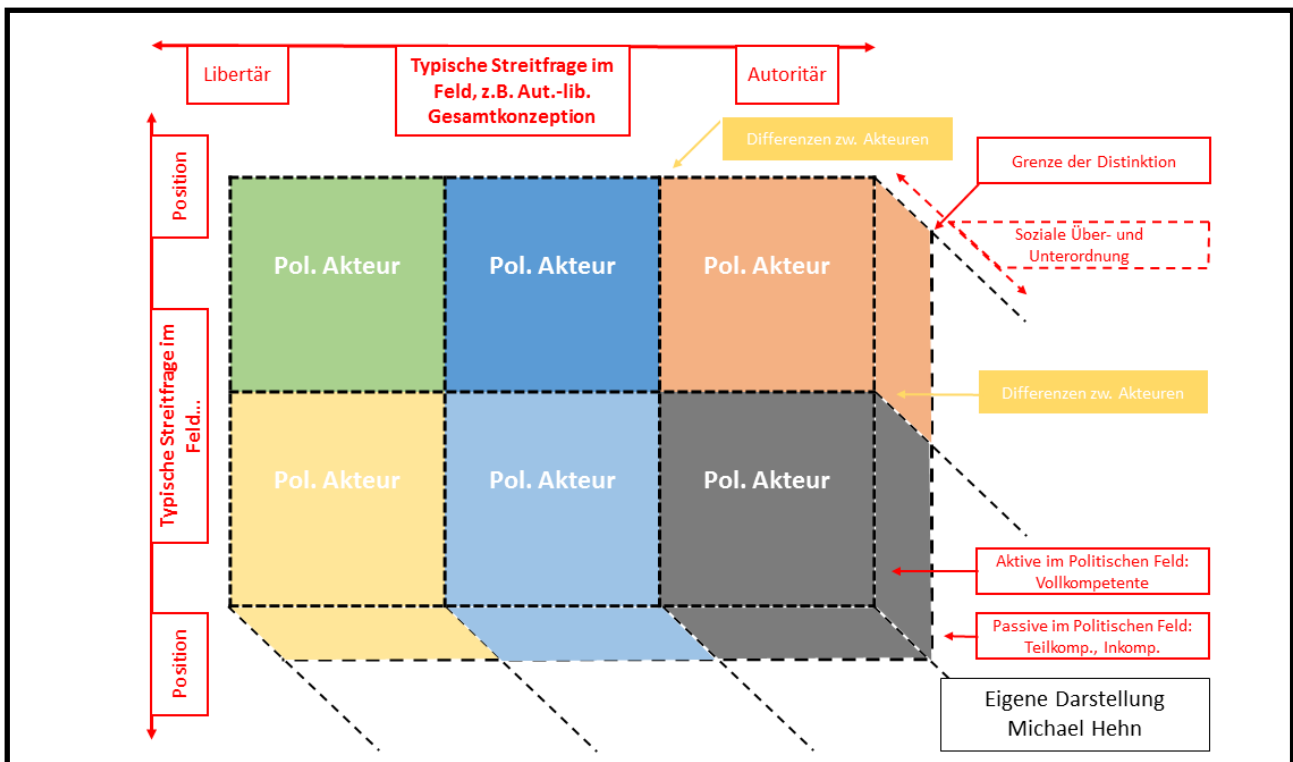 Libertär
Typische Streitfrage im
Feld, z.B. Aut.-lib.
Gesamtkonzeption
Autoritär
Differenzen zw. Akteuren
Position
Grenze der Distinktion
Soziale Über- und
Unterordnung
Pol. Akteur
Pol. Akteur
Pol. Akteur
Typische Streitfrage im
Feld...
Differenzen zw. Akteuren
Pol. Akteur
Pol. Akteur
Pol. Akteur
Aktive im Politischen Feld:
Vollkompetente
Passive im Politischen Feld:
Teilkomp., Inkomp.
Position
Eigene Darstellung
Michael Hehn